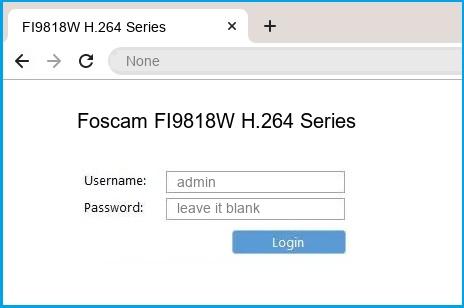 FI9818W H.264 Series
None
Foscam FI9818W H.264 Series
Username: admin
Password: leave it blank
Login